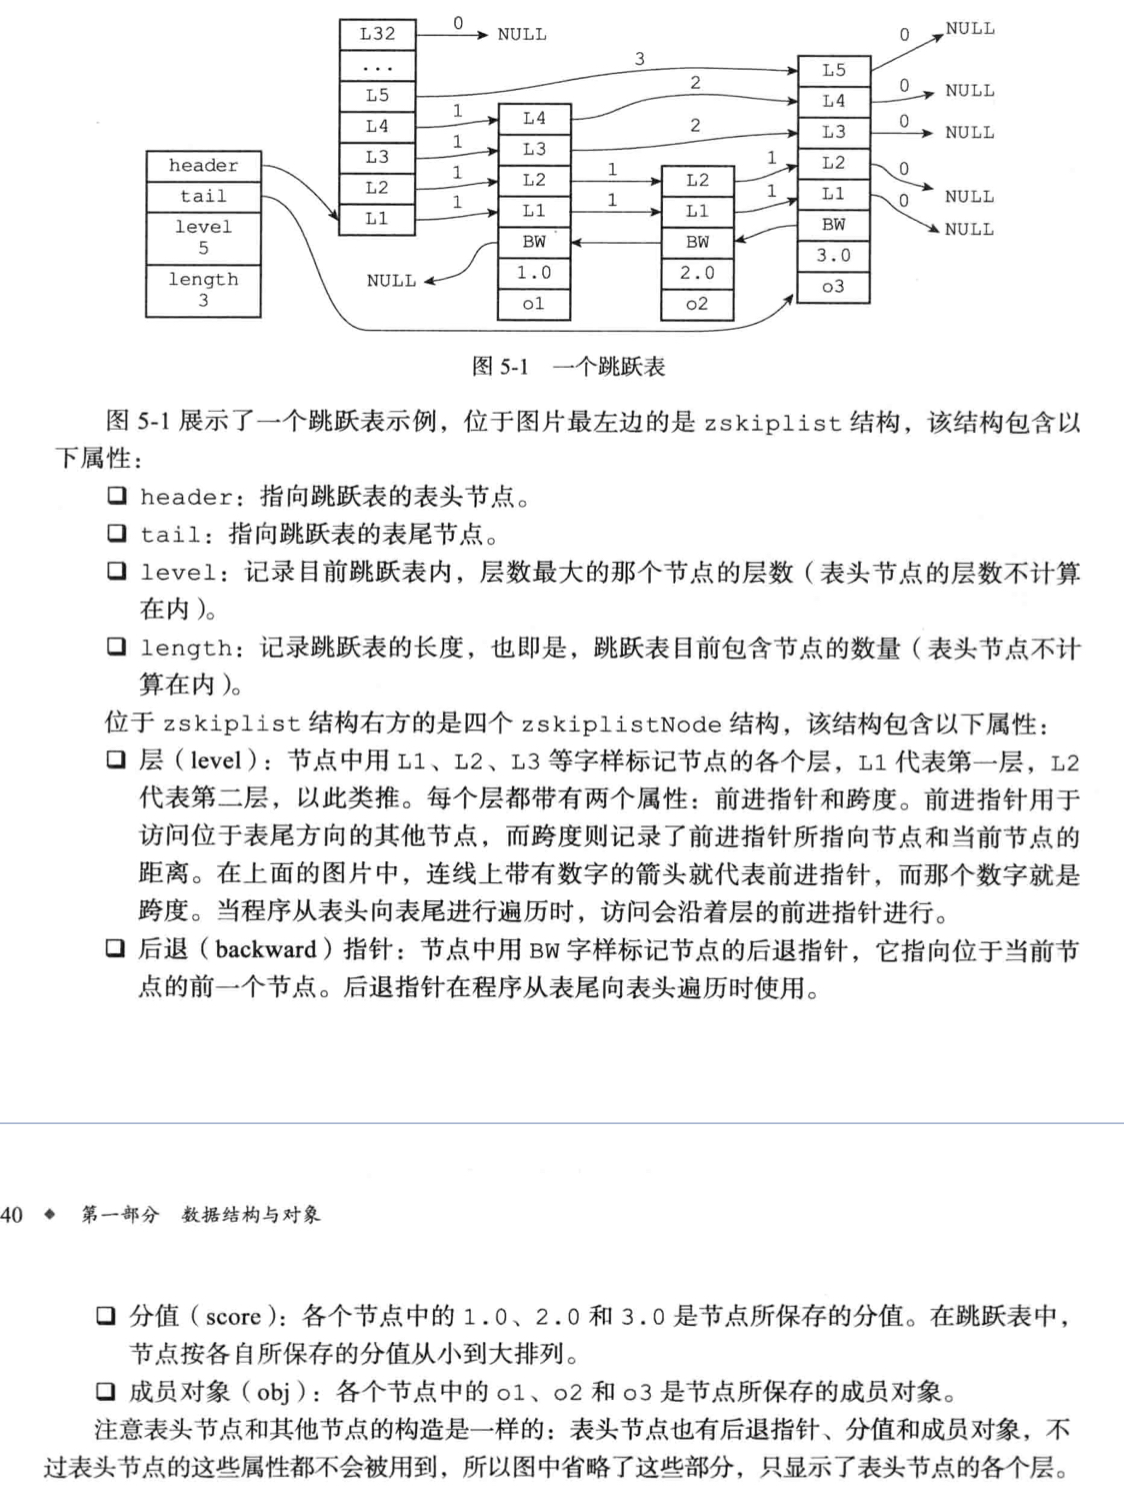 L32 0 NULL
...
L5 3 L5 0 NULL
L4 1 L4 2 L4 0 NULL
L3 1 L3 2 L3 0 NULL
L2 1 L2 1 L2 1 L2 0 NULL
L1 1 L1 1 L1 1 L1 0 NULL
header
tail
level
5
length
3
NULL BW BW BW
1.0 2.0 3.0
o1 o2 o3
图 5-1 一个跳跃表
图 5-1 展示了一个跳跃表示例，位于图片最左边的是 zskiplist 结构，该结构包含以
下属性：
❑ header：指向跳跃表的表头节点。
❑ tail：指向跳跃表的表尾节点。
❑ level：记录目前跳跃表内，层数最大的那个节点的层数（表头节点的层数不计算
在内）。
❑ length：记录跳跃表的长度，也即是，跳跃表目前包含节点的数量（表头节点不计
算在内）。
位于 zskiplist 结构右方的是四个 zskiplistNode 结构，该结构包含以下属性：
❑ 层（level）：节点中用 L1、L2、L3 等字样标记节点的各个层，L1 代表第一层，L2
代表第二层，以此类推。每个层都带有两个属性：前进指针和跨度。前进指针用于
访问位于表尾方向的其他节点，而跨度则记录了前进指针所指向节点和当前节点的
距离。在上面的图片中，连线上带有数字的箭头就代表前进指针，而那个数字就是
跨度。当程序从表头向表尾进行遍历时，访问会沿着层的前进指针进行。
❑ 后退（backward）指针：节点中用 BW 字样标记节点的后退指针，它指向位于当前节
点的前一个节点。后退指针在程序从表尾向表头遍历时使用。
40 ◆ 第一部分 数据结构与对象
❑ 分值（score）：各个节点中的 1.0、2.0 和 3.0 是节点所保存的分值。在跳跃表中，
节点按各自所保存的分值从小到大排列。
❑ 成员对象（obj）：各个节点中的 o1、o2 和 o3 是节点所保存的成员对象。
注意表头节点和其他节点的构造是一样的：表头节点也有后退指针、分值和成员对象，不
过表头节点的这些属性都不会被用到，所以图中省略了这些部分，只显示了表头节点的各个层。